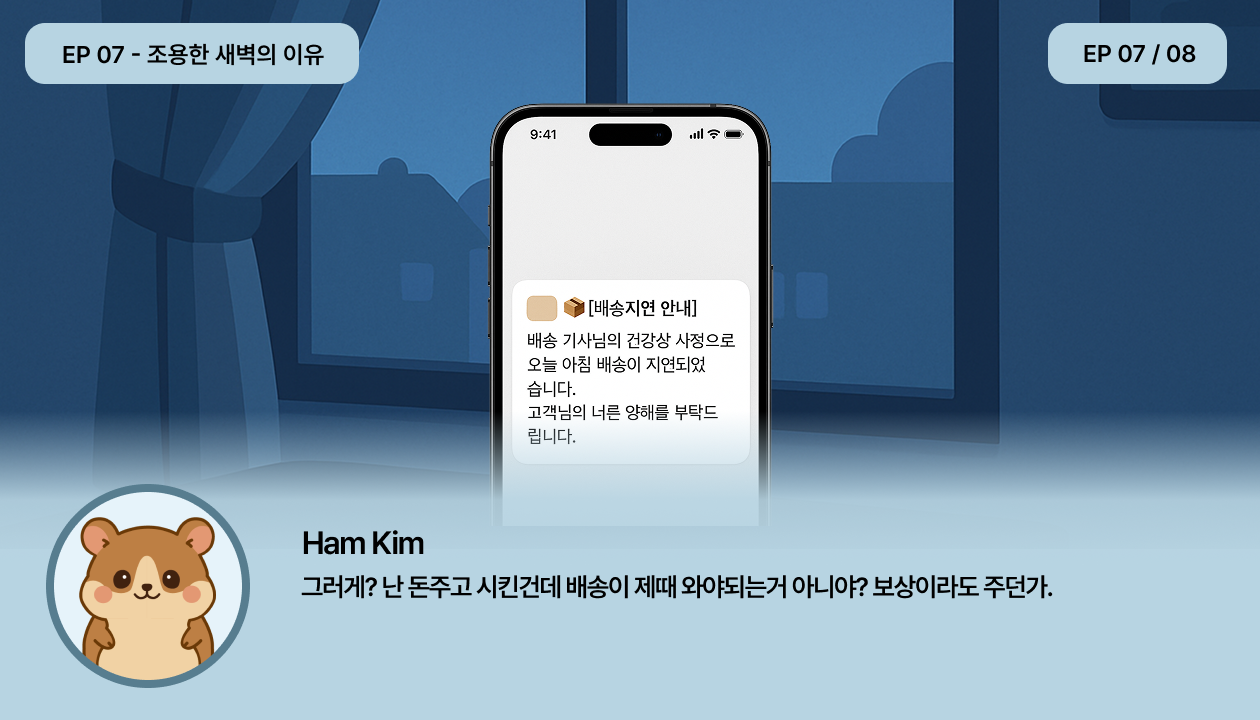 EP 07 - 조용한 새벽의 이유
EP 07 / 08
9:41
[배송지연 안내]
배송 기사님의 건강상 사정으로
오늘 아침 배송이 지연되었
습니다.
고객님의 너른 양해를 부탁드
립니다.
Ham Kim
그러게? 난 돈주고 시킨건데 배송이 제때 와야되는거 아니야? 보상이라도 주던가.